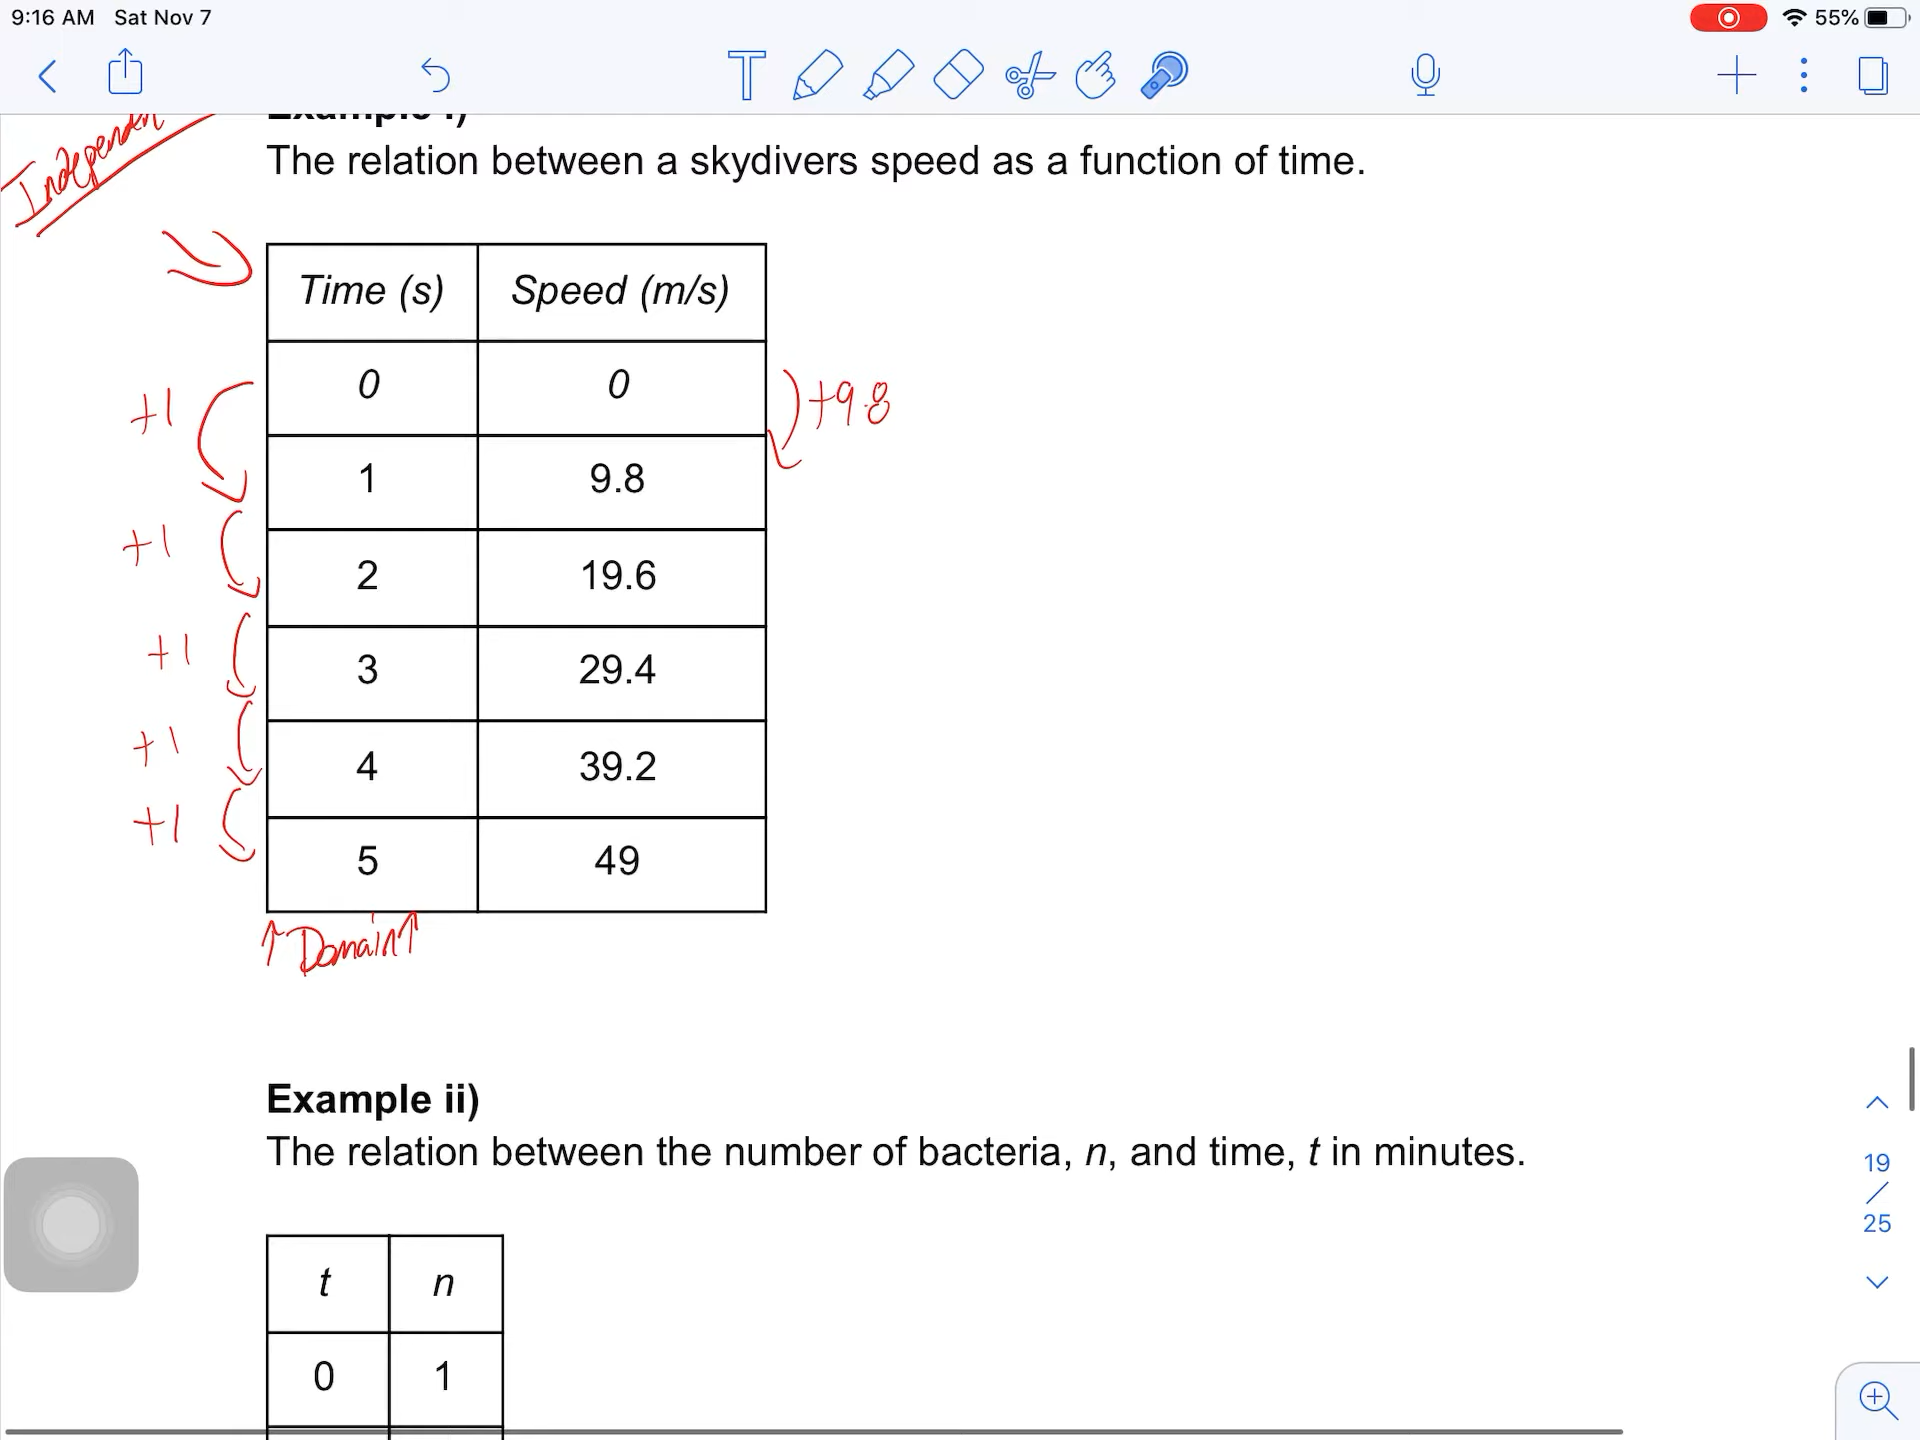 9:16 AM Sat Nov 7
55%
T
Independen
The relation between a skydivers speed as a function of time.
Time (s) Speed (m/s)
0 0
+1 +9.8
1 9.8
+1
2 19.6
+1
3 29.4
+1
4 39.2
+1
5 49
↑ Domain ↑
Example ii)
The relation between the number of bacteria, n, and time, t in minutes.
19
/
25
t n
0 1